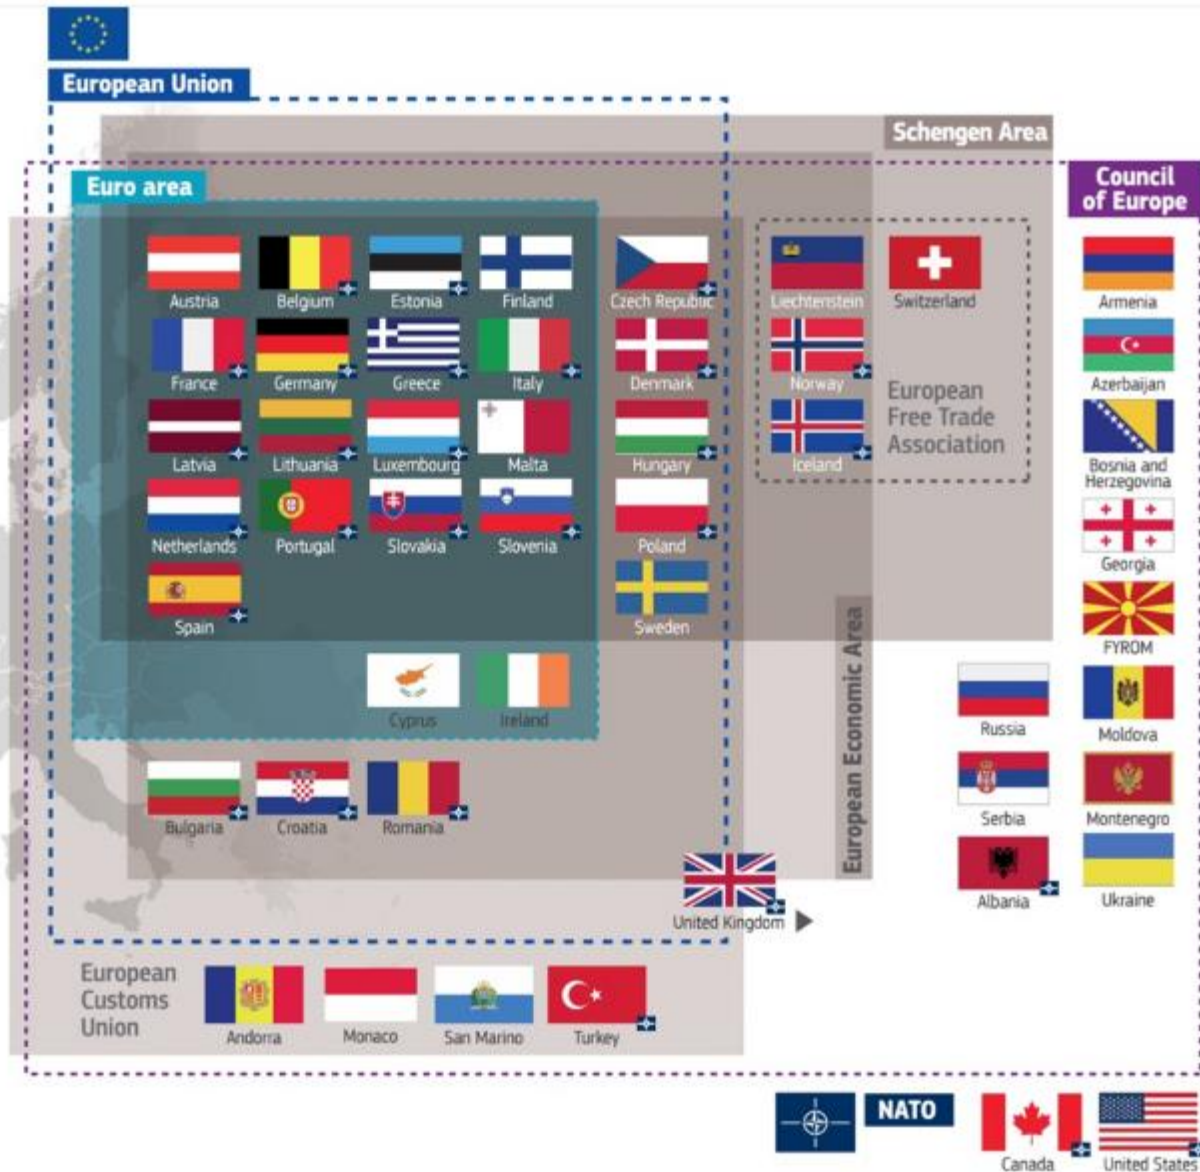 European Union
Schengen Area
Council
of Europe
Euro area
Austria
Belgium
Estonia
Finland
Czech Republic
Liechtenstein
Switzerland
Armenia
France
Germany
Greece
Italy
Denmark
Norway
European
Free Trade
Association
Azerbaijan
Latvia
Lithuania
Luxembourg
Malta
Hungary
Iceland
Bosnia and
Herzegovina
Netherlands
Portugal
Slovakia
Slovenia
Poland
Georgia
Spain
Sweden
European Economic Area
FYROM
Cyprus
Ireland
Russia
Moldova
Bulgaria
Croatia
Romania
Serbia
Montenegro
United Kingdom
Albania
Ukraine
European
Customs
Union
Andorra
Monaco
San Marino
Turkey
NATO
Canada
United States